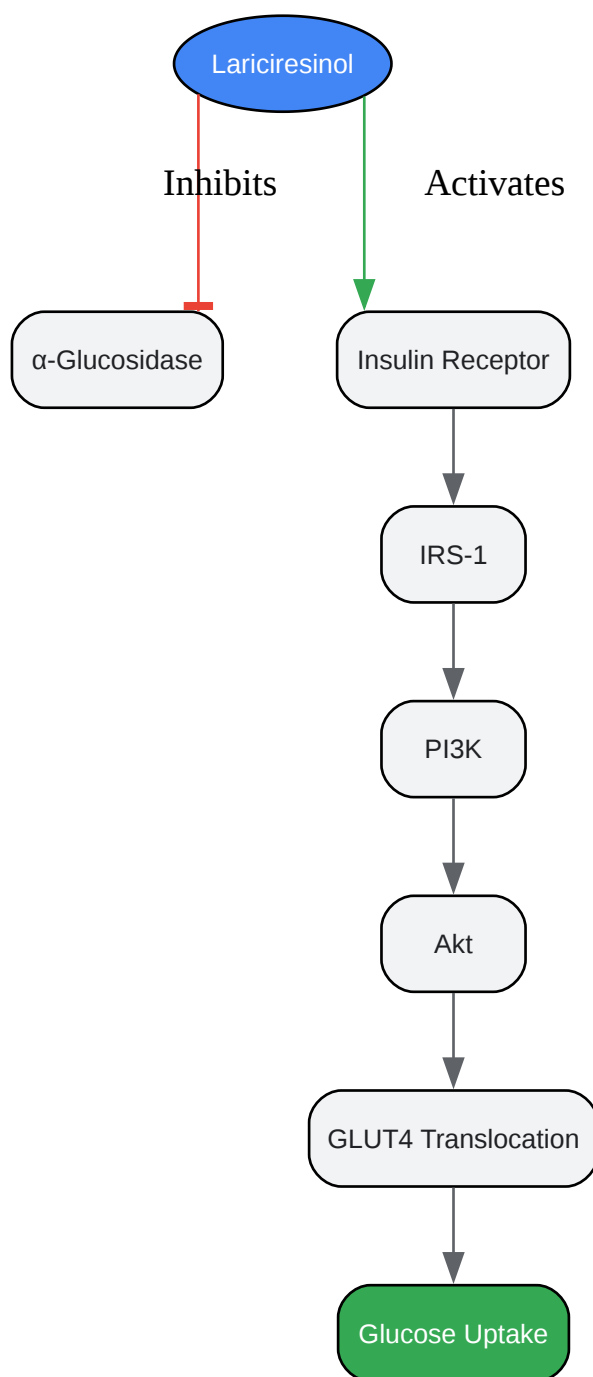 Lariciresinol
Inhibits
Activates
α-Glucosidase
Insulin Receptor
IRS-1
PI3K
Akt
GLUT4 Translocation
Glucose Uptake